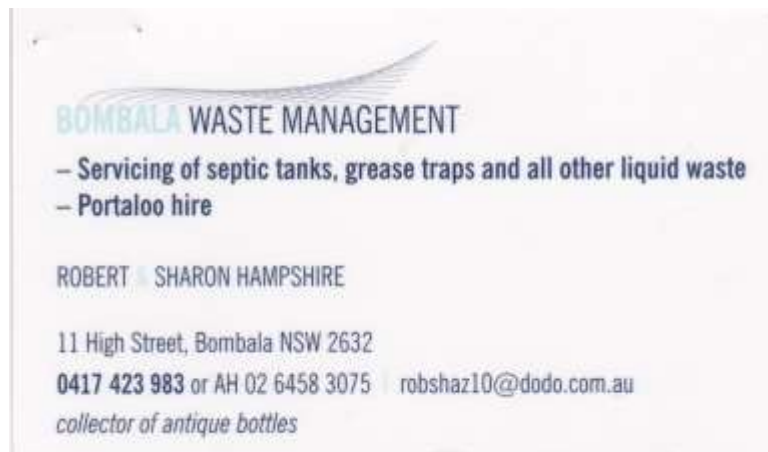 BOMBALA WASTE MANAGEMENT
– Servicing of septic tanks, grease traps and all other liquid waste
– Portaloo hire
ROBERT & SHARON HAMPSHIRE
11 High Street, Bombala NSW 2632
0417 423 983 or AH 02 6458 3075 | robshaz10@dodo.com.au
collector of antique bottles